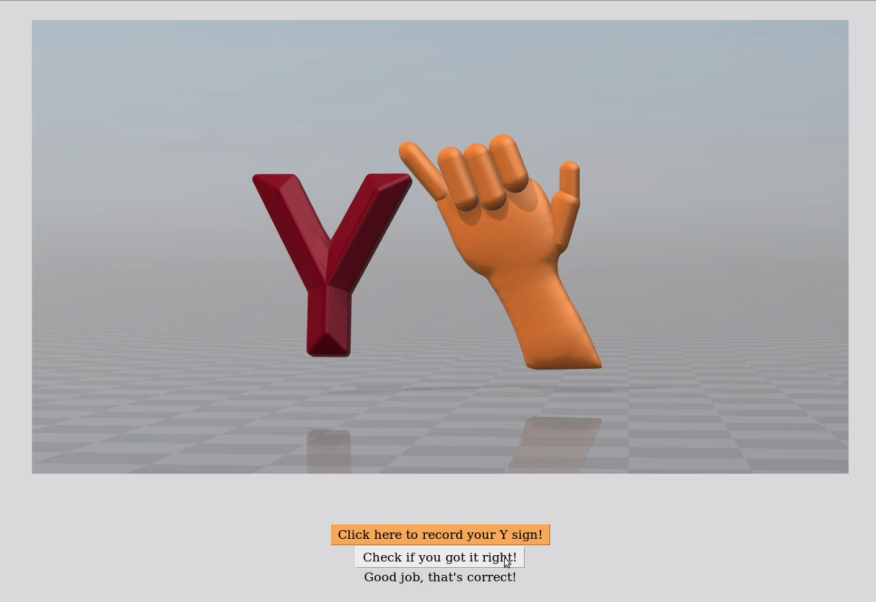 Y
Click here to record your Y sign!
Check if you got it right!
Good job, that's correct!